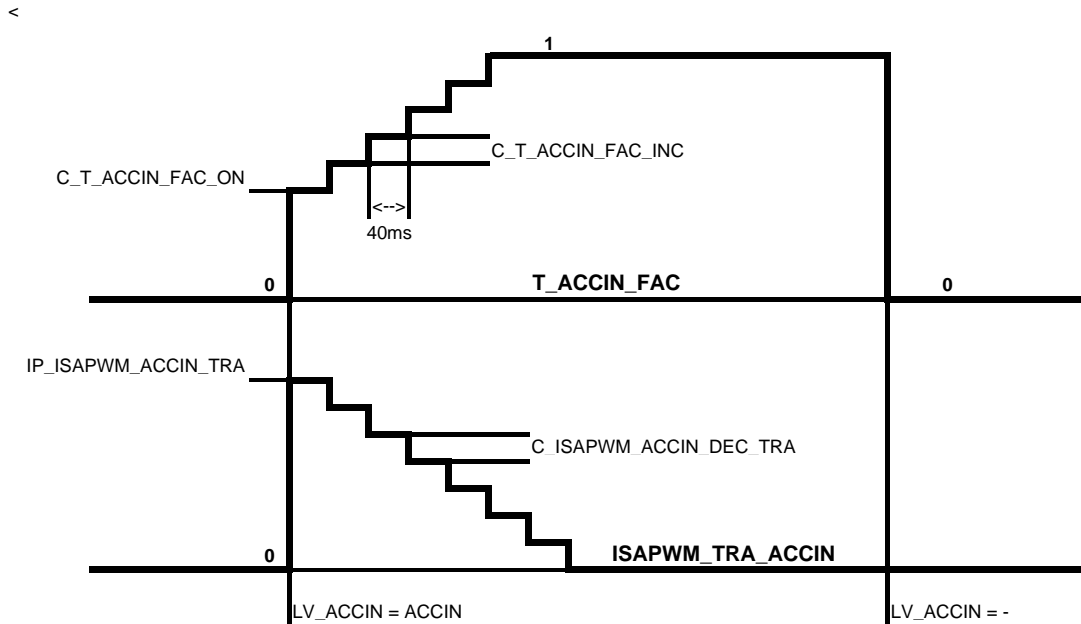 <
1
C_T_ACCIN_FAC_INC
C_T_ACCIN_FAC_ON
<-->
40ms
0 T_ACCIN_FAC 0
IP_ISAPWM_ACCIN_TRA
C_ISAPWM_ACCIN_DEC_TRA
0 ISAPWM_TRA_ACCIN
LV_ACCIN = ACCIN LV_ACCIN = -